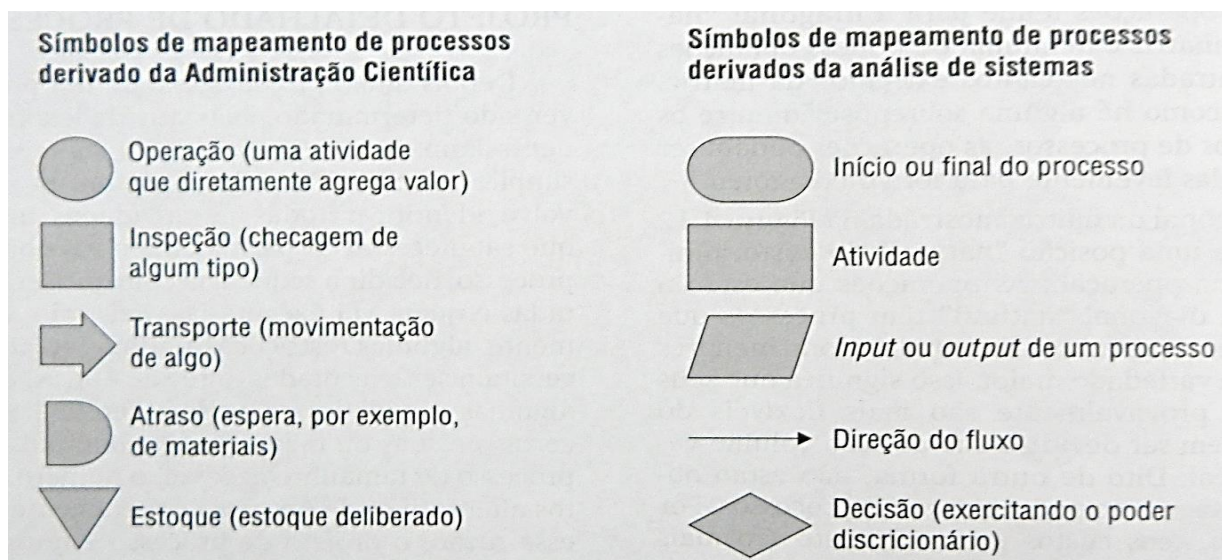 Símbolos de mapeamento de processos
derivado da Administração Científica
Operação (uma atividade
que diretamente agrega valor)
Inspeção (checagem de
algum tipo)
Transporte (movimentação
de algo)
Atraso (espera, por exemplo,
de materiais)
Estoque (estoque deliberado)
Símbolos de mapeamento de processos
derivados da análise de sistemas
Início ou final do processo
Atividade
Input ou output de um processo
Direção do fluxo
Decisão (exercitando o poder
discricionário)